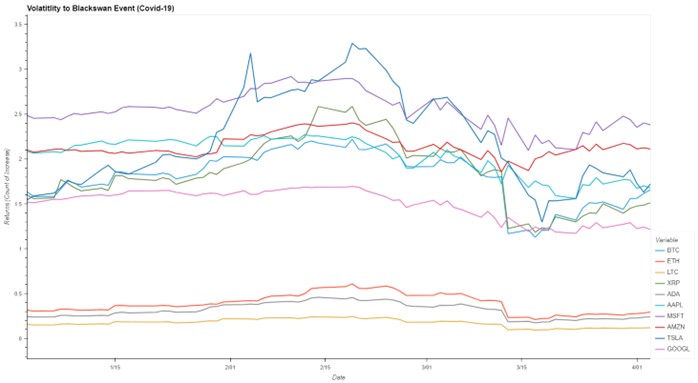 Volatitlity to Blackswan Event (Covid-19)
3.5
3
2.5
2
1.5
1
0.5
0
Returns (Count of Increase)
1/15
2/01
2/15
3/01
3/15
4/01
Date
Variable
BTC
ETH
LTC
XRP
ADA
AAPL
MSFT
AMZN
TSLA
GOOGL